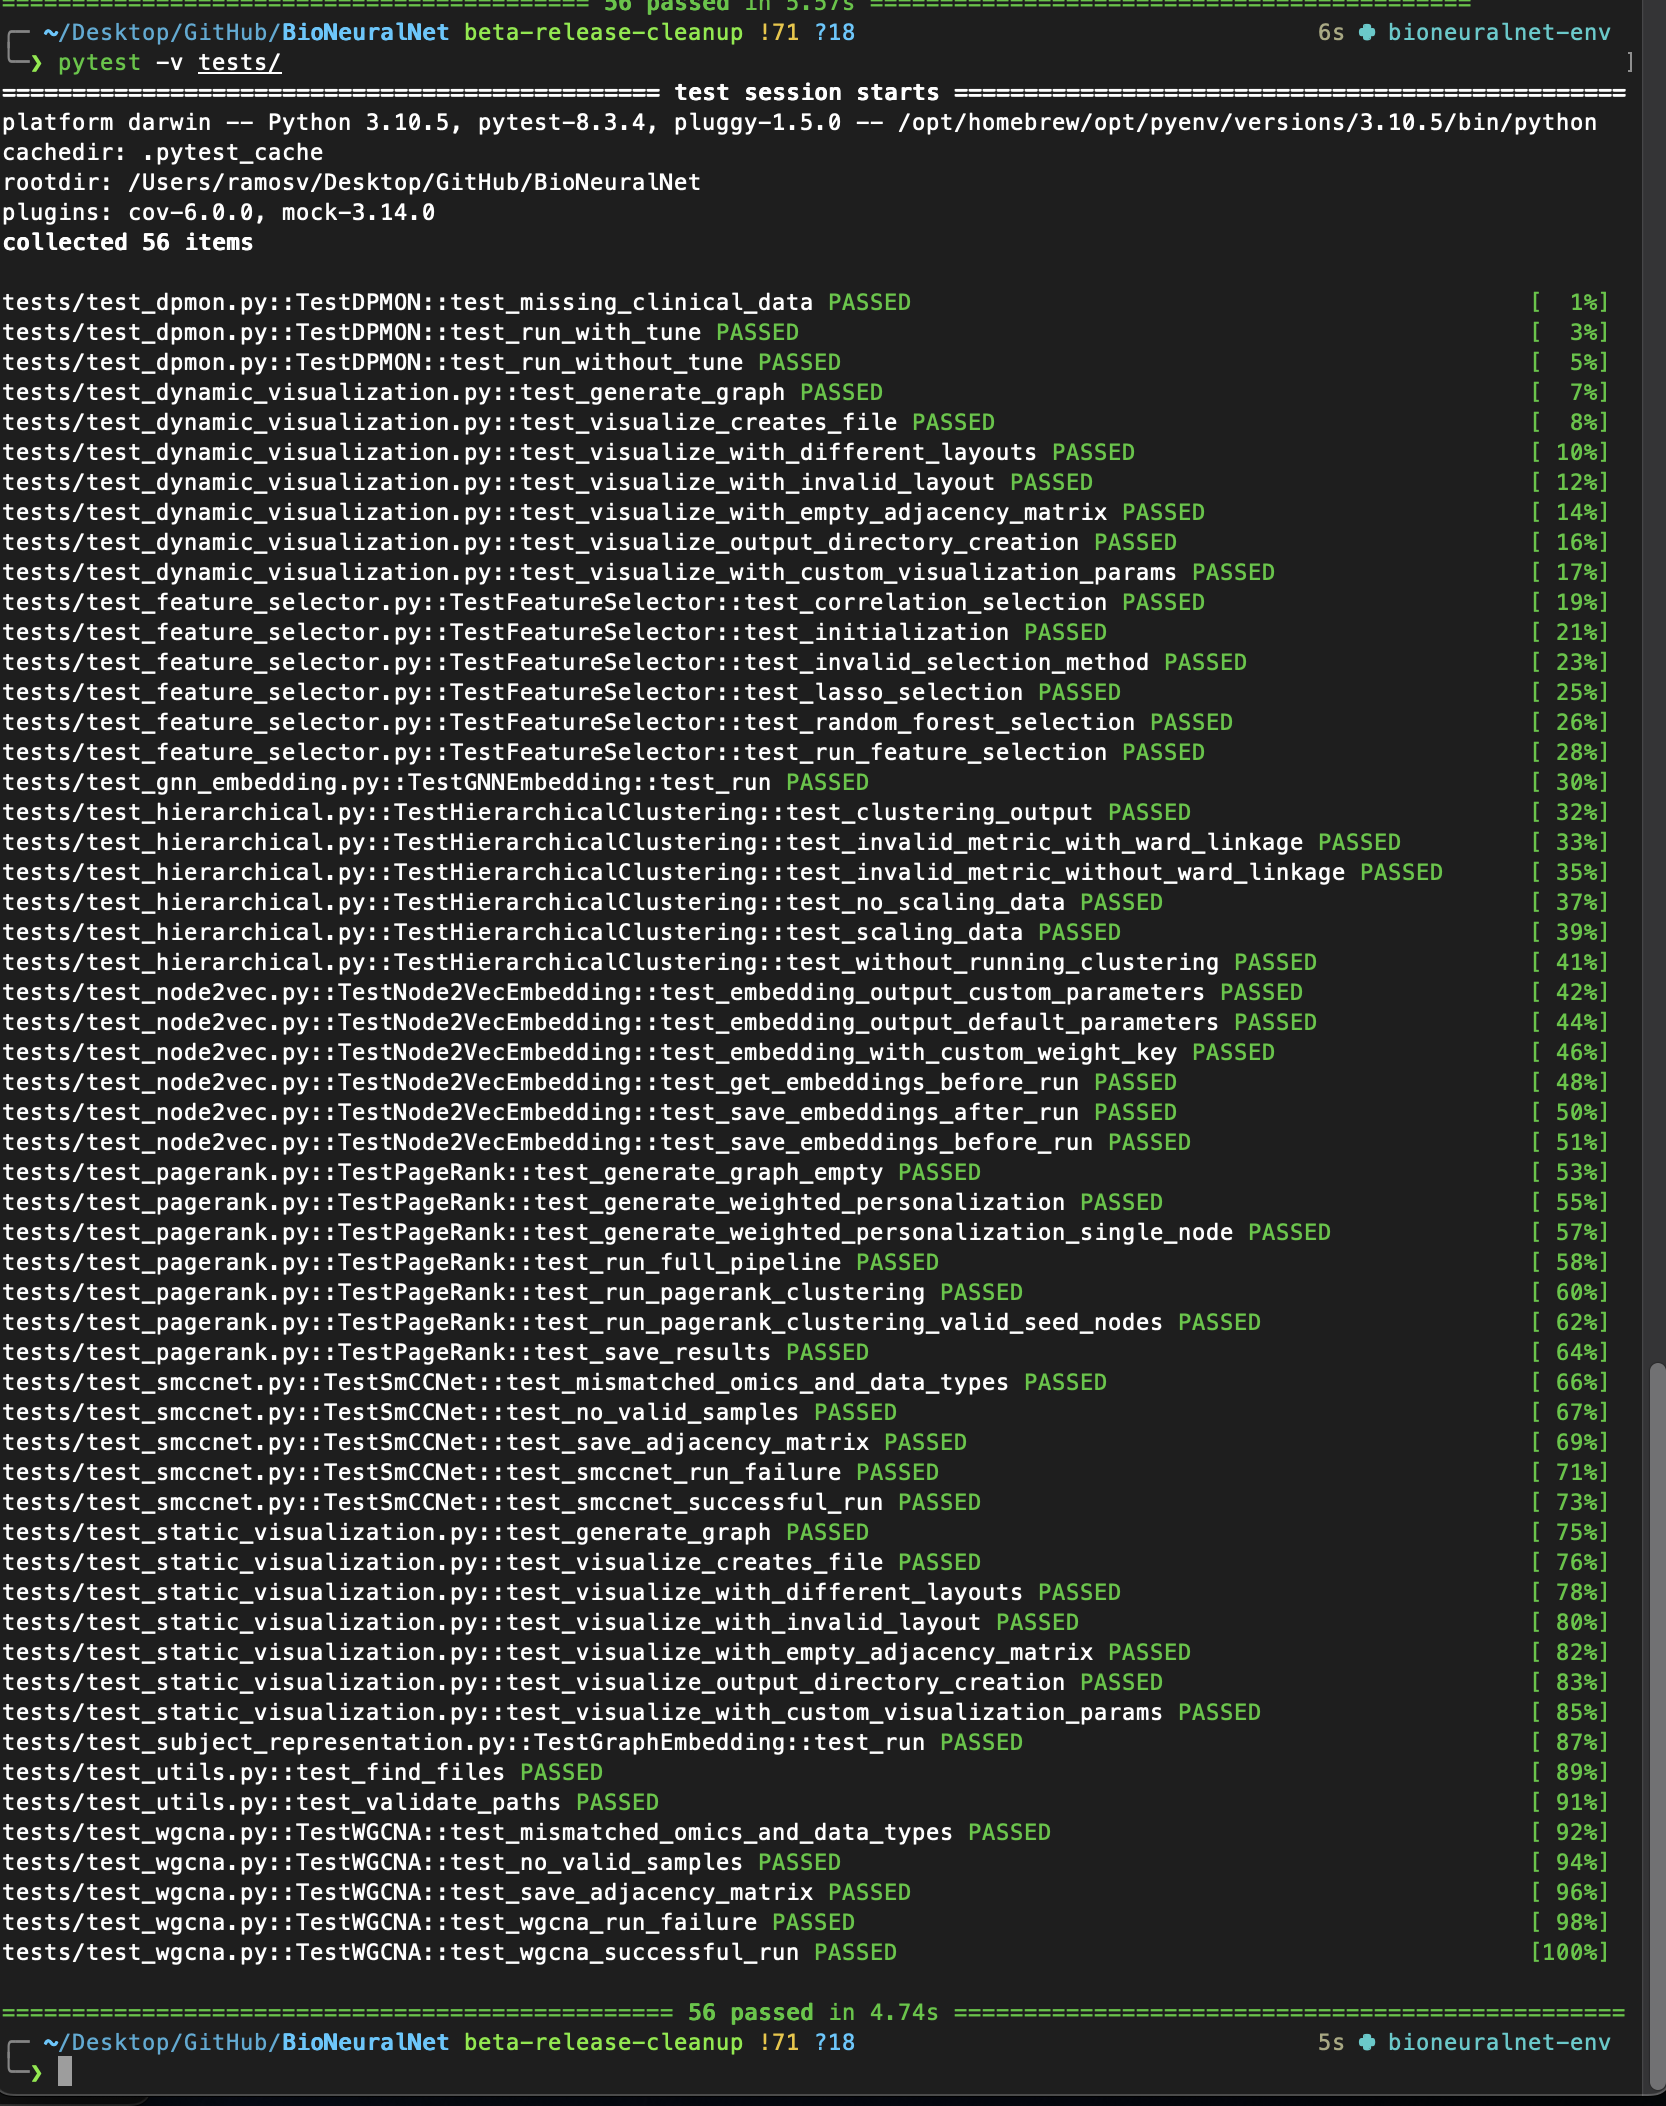 ============================================ 56 passed in 5.57s ============================================
~/Desktop/GitHub/BioNeuralNet beta-release-cleanup !71 ?18 6s bioneuralnet-env
❯ pytest -v tests/ ]
=============================================== test session starts ================================================
platform darwin -- Python 3.10.5, pytest-8.3.4, pluggy-1.5.0 -- /opt/homebrew/opt/pyenv/versions/3.10.5/bin/python
cachedir: .pytest_cache
rootdir: /Users/ramosv/Desktop/GitHub/BioNeuralNet
plugins: cov-6.0.0, mock-3.14.0
collected 56 items
tests/test_dpmon.py::TestDPMON::test_missing_clinical_data PASSED [  1%]
tests/test_dpmon.py::TestDPMON::test_run_with_tune PASSED [  3%]
tests/test_dpmon.py::TestDPMON::test_run_without_tune PASSED [  5%]
tests/test_dynamic_visualization.py::test_generate_graph PASSED [  7%]
tests/test_dynamic_visualization.py::test_visualize_creates_file PASSED [  8%]
tests/test_dynamic_visualization.py::test_visualize_with_different_layouts PASSED [ 10%]
tests/test_dynamic_visualization.py::test_visualize_with_invalid_layout PASSED [ 12%]
tests/test_dynamic_visualization.py::test_visualize_with_empty_adjacency_matrix PASSED [ 14%]
tests/test_dynamic_visualization.py::test_visualize_output_directory_creation PASSED [ 16%]
tests/test_dynamic_visualization.py::test_visualize_with_custom_visualization_params PASSED [ 17%]
tests/test_feature_selector.py::TestFeatureSelector::test_correlation_selection PASSED [ 19%]
tests/test_feature_selector.py::TestFeatureSelector::test_initialization PASSED [ 21%]
tests/test_feature_selector.py::TestFeatureSelector::test_invalid_selection_method PASSED [ 23%]
tests/test_feature_selector.py::TestFeatureSelector::test_lasso_selection PASSED [ 25%]
tests/test_feature_selector.py::TestFeatureSelector::test_random_forest_selection PASSED [ 26%]
tests/test_feature_selector.py::TestFeatureSelector::test_run_feature_selection PASSED [ 28%]
tests/test_gnn_embedding.py::TestGNNEmbedding::test_run PASSED [ 30%]
tests/test_hierarchical.py::TestHierarchicalClustering::test_clustering_output PASSED [ 32%]
tests/test_hierarchical.py::TestHierarchicalClustering::test_invalid_metric_with_ward_linkage PASSED [ 33%]
tests/test_hierarchical.py::TestHierarchicalClustering::test_invalid_metric_without_ward_linkage PASSED [ 35%]
tests/test_hierarchical.py::TestHierarchicalClustering::test_no_scaling_data PASSED [ 37%]
tests/test_hierarchical.py::TestHierarchicalClustering::test_scaling_data PASSED [ 39%]
tests/test_hierarchical.py::TestHierarchicalClustering::test_without_running_clustering PASSED [ 41%]
tests/test_node2vec.py::TestNode2VecEmbedding::test_embedding_output_custom_parameters PASSED [ 42%]
tests/test_node2vec.py::TestNode2VecEmbedding::test_embedding_output_default_parameters PASSED [ 44%]
tests/test_node2vec.py::TestNode2VecEmbedding::test_embedding_with_custom_weight_key PASSED [ 46%]
tests/test_node2vec.py::TestNode2VecEmbedding::test_get_embeddings_before_run PASSED [ 48%]
tests/test_node2vec.py::TestNode2VecEmbedding::test_save_embeddings_after_run PASSED [ 50%]
tests/test_node2vec.py::TestNode2VecEmbedding::test_save_embeddings_before_run PASSED [ 51%]
tests/test_pagerank.py::TestPageRank::test_generate_graph_empty PASSED [ 53%]
tests/test_pagerank.py::TestPageRank::test_generate_weighted_personalization PASSED [ 55%]
tests/test_pagerank.py::TestPageRank::test_generate_weighted_personalization_single_node PASSED [ 57%]
tests/test_pagerank.py::TestPageRank::test_run_full_pipeline PASSED [ 58%]
tests/test_pagerank.py::TestPageRank::test_run_pagerank_clustering PASSED [ 60%]
tests/test_pagerank.py::TestPageRank::test_run_pagerank_clustering_valid_seed_nodes PASSED [ 62%]
tests/test_pagerank.py::TestPageRank::test_save_results PASSED [ 64%]
tests/test_smccnet.py::TestSmCCNet::test_mismatched_omics_and_data_types PASSED [ 66%]
tests/test_smccnet.py::TestSmCCNet::test_no_valid_samples PASSED [ 67%]
tests/test_smccnet.py::TestSmCCNet::test_save_adjacency_matrix PASSED [ 69%]
tests/test_smccnet.py::TestSmCCNet::test_smccnet_run_failure PASSED [ 71%]
tests/test_smccnet.py::TestSmCCNet::test_smccnet_successful_run PASSED [ 73%]
tests/test_static_visualization.py::test_generate_graph PASSED [ 75%]
tests/test_static_visualization.py::test_visualize_creates_file PASSED [ 76%]
tests/test_static_visualization.py::test_visualize_with_different_layouts PASSED [ 78%]
tests/test_static_visualization.py::test_visualize_with_invalid_layout PASSED [ 80%]
tests/test_static_visualization.py::test_visualize_with_empty_adjacency_matrix PASSED [ 82%]
tests/test_static_visualization.py::test_visualize_output_directory_creation PASSED [ 83%]
tests/test_static_visualization.py::test_visualize_with_custom_visualization_params PASSED [ 85%]
tests/test_subject_representation.py::TestGraphEmbedding::test_run PASSED [ 87%]
tests/test_utils.py::test_find_files PASSED [ 89%]
tests/test_utils.py::test_validate_paths PASSED [ 91%]
tests/test_wgcna.py::TestWGCNA::test_mismatched_omics_and_data_types PASSED [ 92%]
tests/test_wgcna.py::TestWGCNA::test_no_valid_samples PASSED [ 94%]
tests/test_wgcna.py::TestWGCNA::test_save_adjacency_matrix PASSED [ 96%]
tests/test_wgcna.py::TestWGCNA::test_wgcna_run_failure PASSED [ 98%]
tests/test_wgcna.py::TestWGCNA::test_wgcna_successful_run PASSED [100%]
================================================ 56 passed in 4.74s ================================================
~/Desktop/GitHub/BioNeuralNet beta-release-cleanup !71 ?18 5s bioneuralnet-env
❯